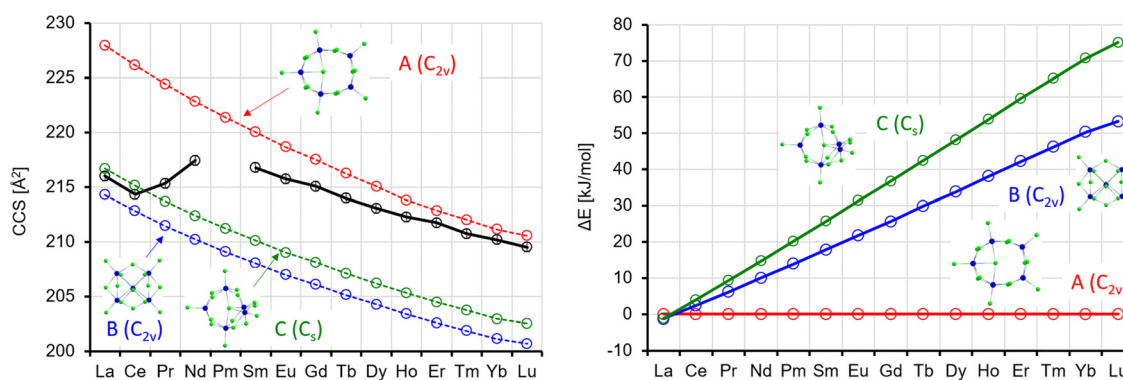 230
225
220
215
210
205
200
CCS [Å²]
A (C₂ᵥ)
B (C₂ᵥ)
C (Cₛ)
La Ce Pr Nd Pm Sm Eu Gd Tb Dy Ho Er Tm Yb Lu
80
70
60
50
40
30
20
10
0
-10
ΔE [kJ/mol]
C (Cₛ)
B (C₂ᵥ)
A (C₂ᵥ
La Ce Pr Nd Pm Sm Eu Gd Tb Dy Ho Er Tm Yb Lu